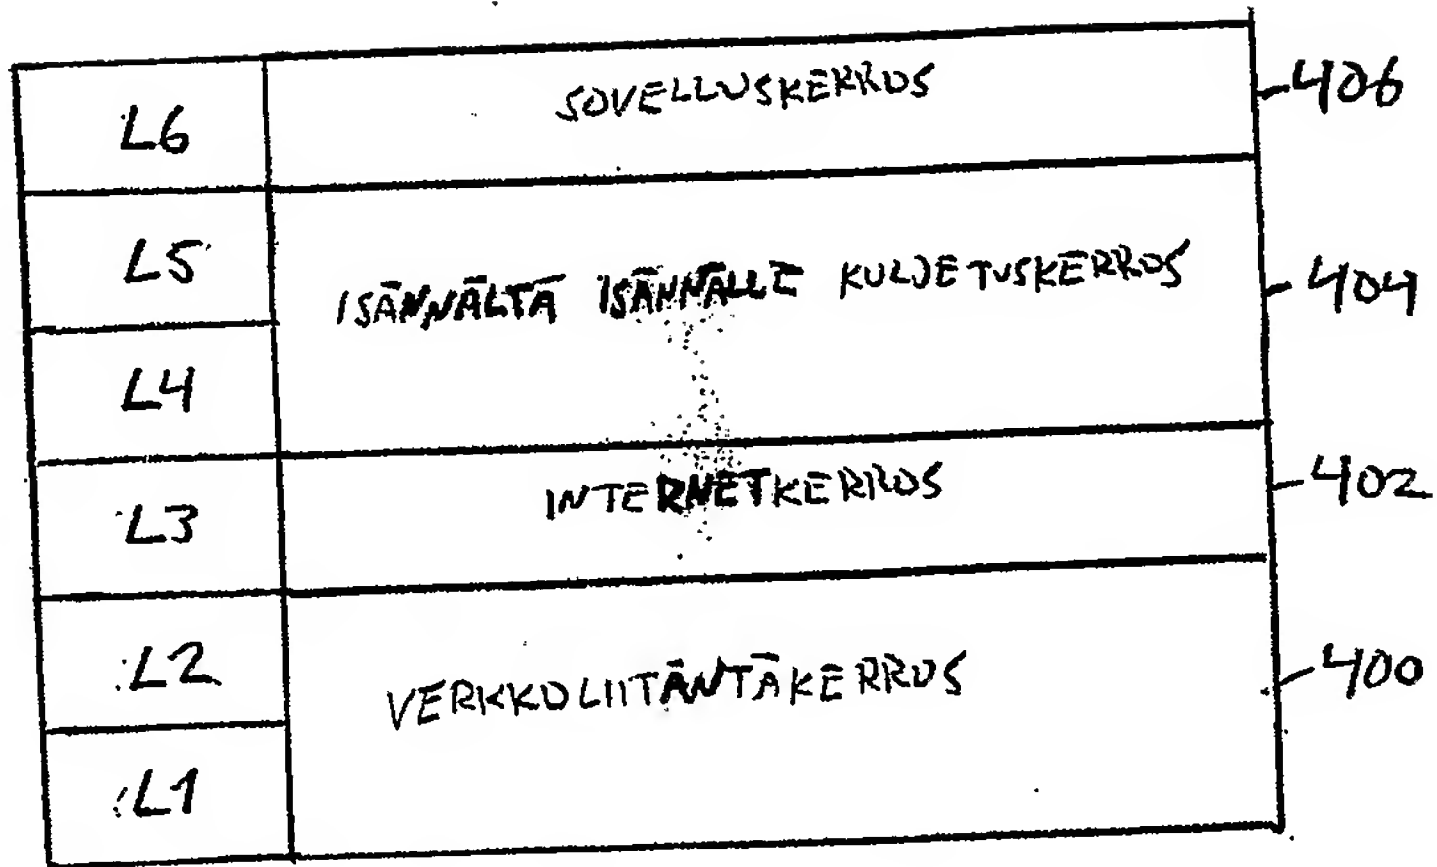 L6 SOVELLUSKERROS 406
L5 ISÄNNÄLTÄ ISÄNNÄLLE KULJETUSKERROS 404
L4
L3 INTERNETKERROS 402
L2 VERKKOLIITÄNTÄKERROS 400
L1